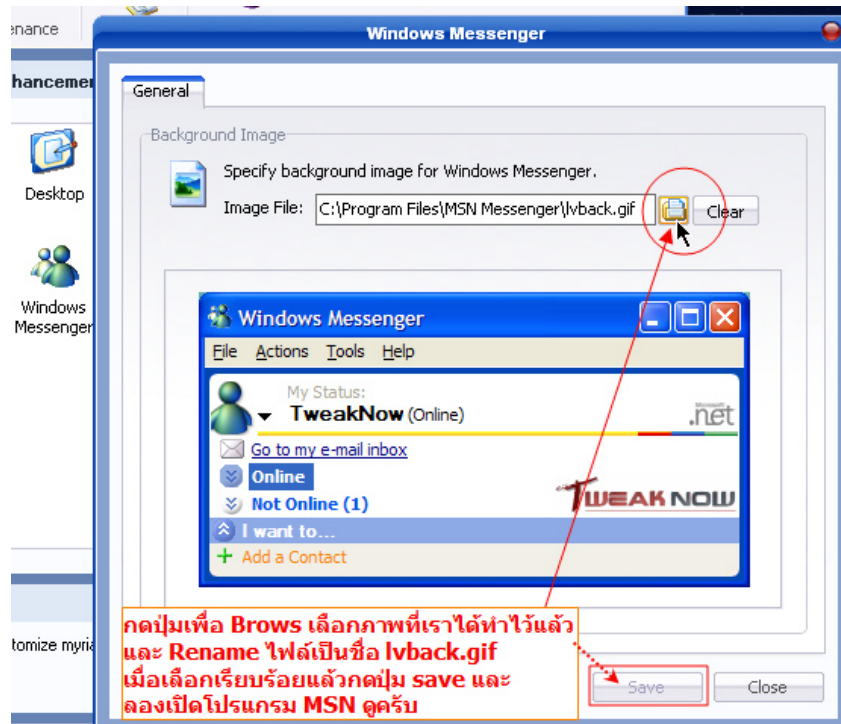 enance
Windows Messenger
hancemer
General
Background Image
Desktop
Specify background image for Windows Messenger.
Image File: C:\Program Files\MSN Messenger\lvback.gif Clear
Windows
Messenger
Windows Messenger
File Actions Tools Help
My Status:
TweakNow (Online)
.net
Go to my e-mail inbox
Online
Not Online (1)
TWEAK NOW
I want to...
Add a Contact
กดปุ่มเพื่อ Brows เลือกภาพที่เราได้ทำไว้แล้ว
และ Rename ไฟล์เป็นชื่อ lvback.gif
เมื่อเลือกเรียบร้อยแล้วกดปุ่ม save และ
ลองเปิดโปรแกรม MSN ดูครับ
tomize myria
Save Close